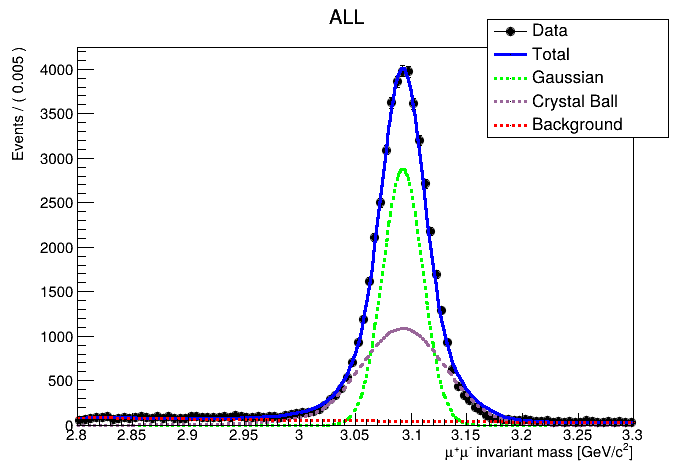 ALL
Data
Total
Gaussian
Crystal Ball
Background
Events / ( 0.005 )
4000
3500
3000
2500
2000
1500
1000
500
0
2.8 2.85 2.9 2.95 3 3.05 3.1 3.15 3.2 3.25 3.3
μ⁺μ⁻ invariant mass [GeV/c²]